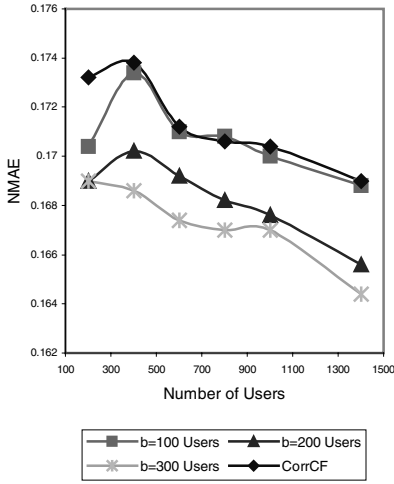 0.176
0.174
0.172
0.17
0.168
0.166
0.164
0.162
NMAE
100 300 500 700 900 1100 1300 1500
Number of Users
b=100 Users b=200 Users
b=300 Users CorrCF